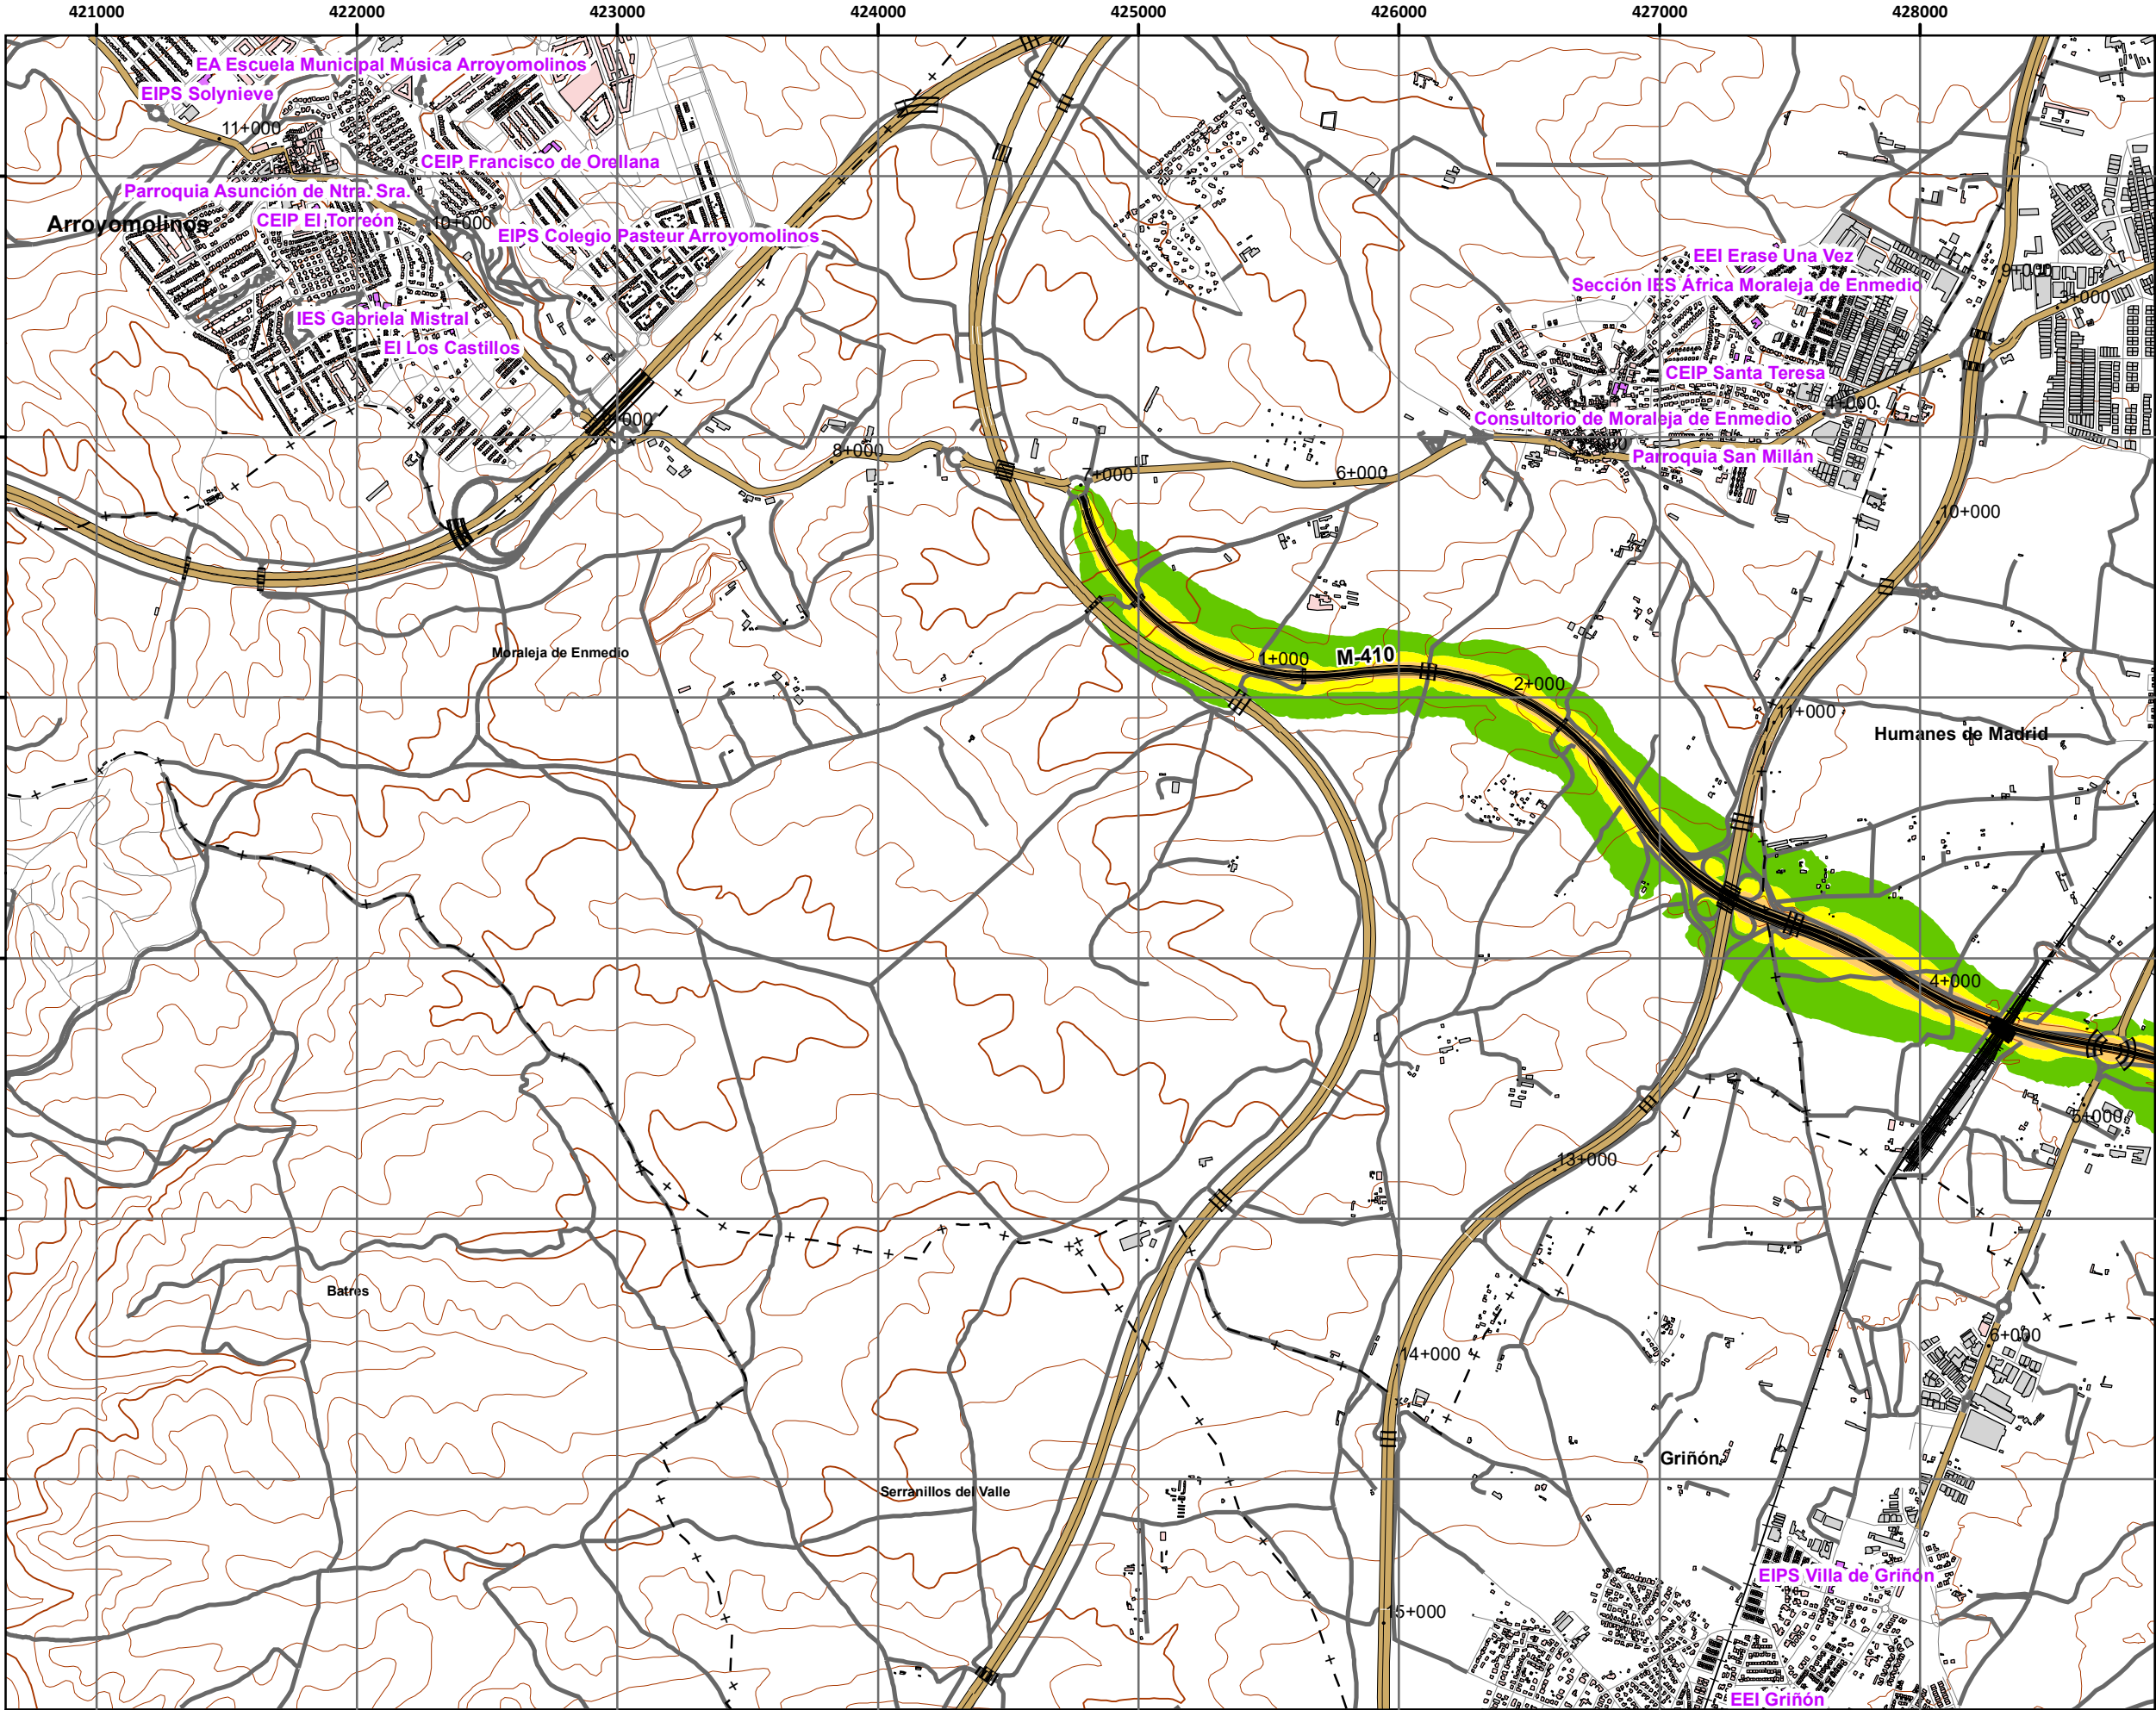 421000 422000 423000 424000 425000 426000 427000 428000
EA Escuela Municipal Música Arroyomolinos
EIPS Solynieve
11+000
CEIP Francisco de Orellana
Parroquia Asunción de Ntra. Sra.
Arroyomolinos
CEIP El Torreón
10+000
EIPS Colegio Pasteur Arroyomolinos
EEI Erase Una Vez
9+000
Sección IES África Moraleja de Enmedio
3+000
IES Gabriela Mistral
EI Los Castillos
CEIP Santa Teresa
Consultorio de Moraleja de Enmedio
8+000
Parroquia San Millán
7+000
6+000
10+000
Moraleja de Enmedio
1+000
M-410
2+000
11+000
Humanes de Madrid
4+000
5+000
13+000
Batres
6+000
14+000
Griñón
Serranillos del Valle
EIPS Villa de Griñón
15+000
EEI Griñón